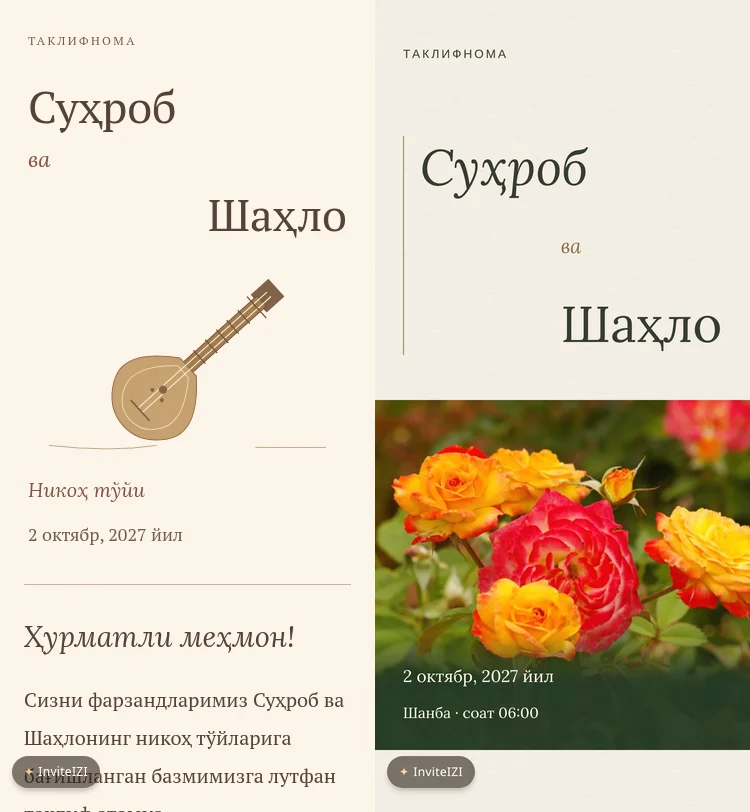 ТАКЛИФНОМА
Суҳроб
ва
Шаҳло
Никоҳ тўйи
2 октябр, 2027 йил
Ҳурматли меҳмон!
Сизни фарзандларимиз Суҳроб ва
Шаҳлонинг никоҳ тўйларига
бағишланган базмимизга лутфан
✦ InviteIZI
ТАКЛИФНОМА
Суҳроб
ва
Шаҳло
2 октябр, 2027 йил
Шанба · соат 06:00
✦ InviteIZI